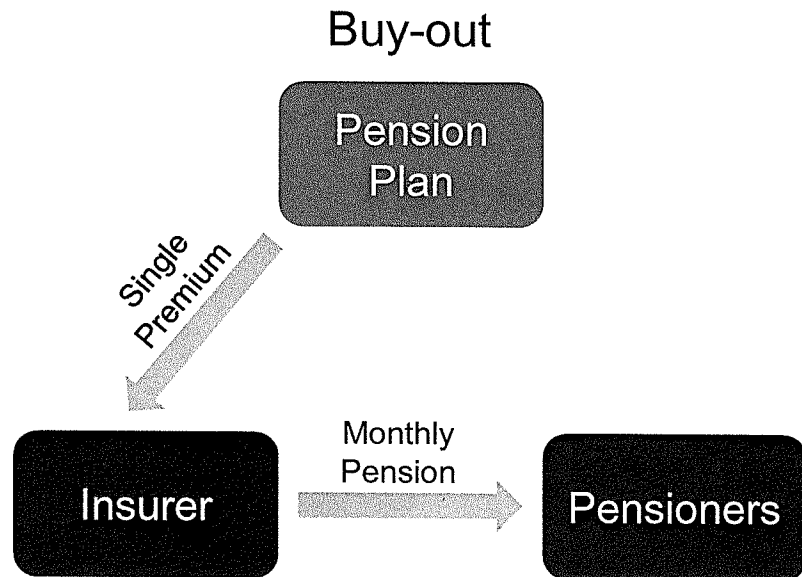 Buy-out
Pension
Plan
Single
Premium
Monthly
Pension
Insurer
Pensioners